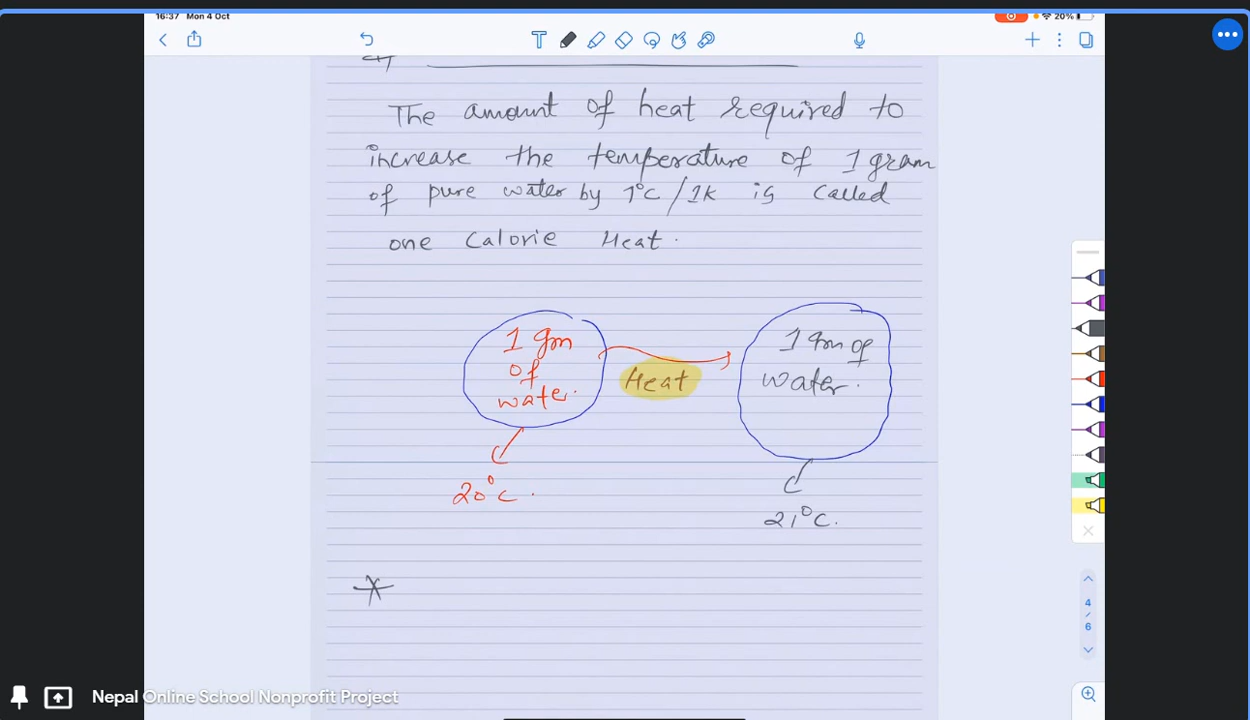 16:37 Mon 4 Oct
20%
T
The amount of heat required to
increase the temperature of 1 gram
of pure water by 1°C / 1K is called
one Calorie Heat.
1 gm
of
water.
Heat
1 gm of
water.
20°C.
21°C.
4
/
6
Nepal Online School Nonprofit Project